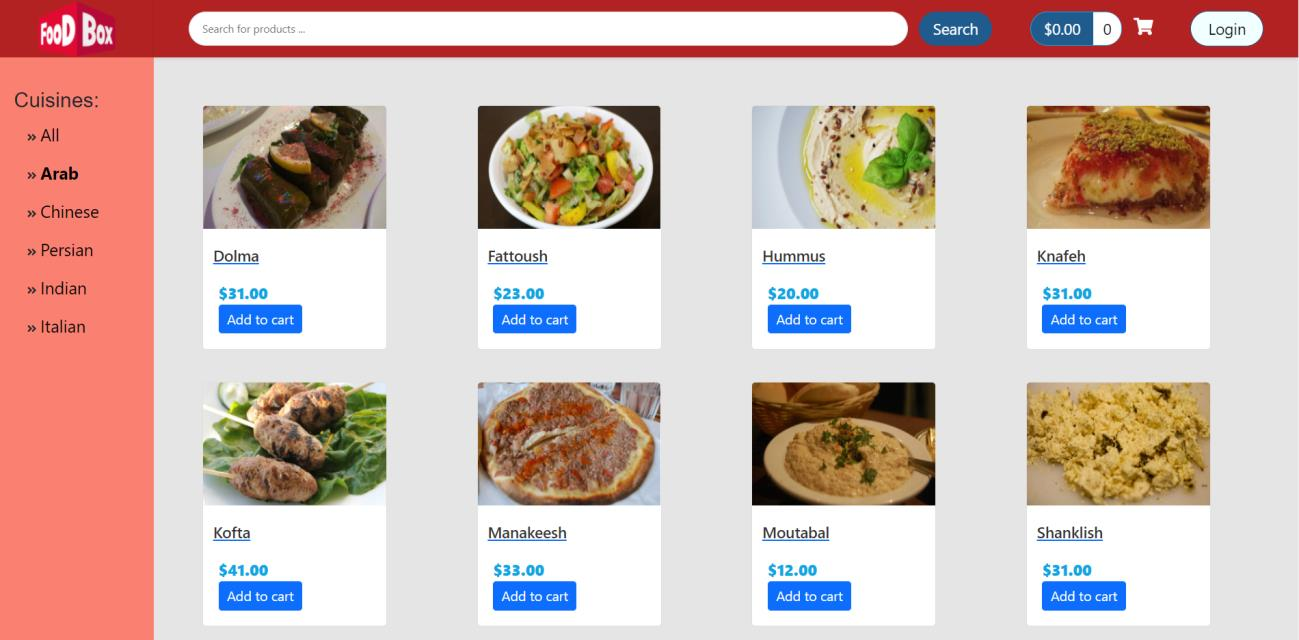 FooD Box
Search for products ...
Search
$0.00 0
Login
Cuisines:
» All
» Arab
» Chinese
» Persian
» Indian
» Italian
Dolma
$31.00
Add to cart
Fattoush
$23.00
Add to cart
Hummus
$20.00
Add to cart
Knafeh
$31.00
Add to cart
Kofta
$41.00
Add to cart
Manakeesh
$33.00
Add to cart
Moutabal
$12.00
Add to cart
Shanklish
$31.00
Add to cart